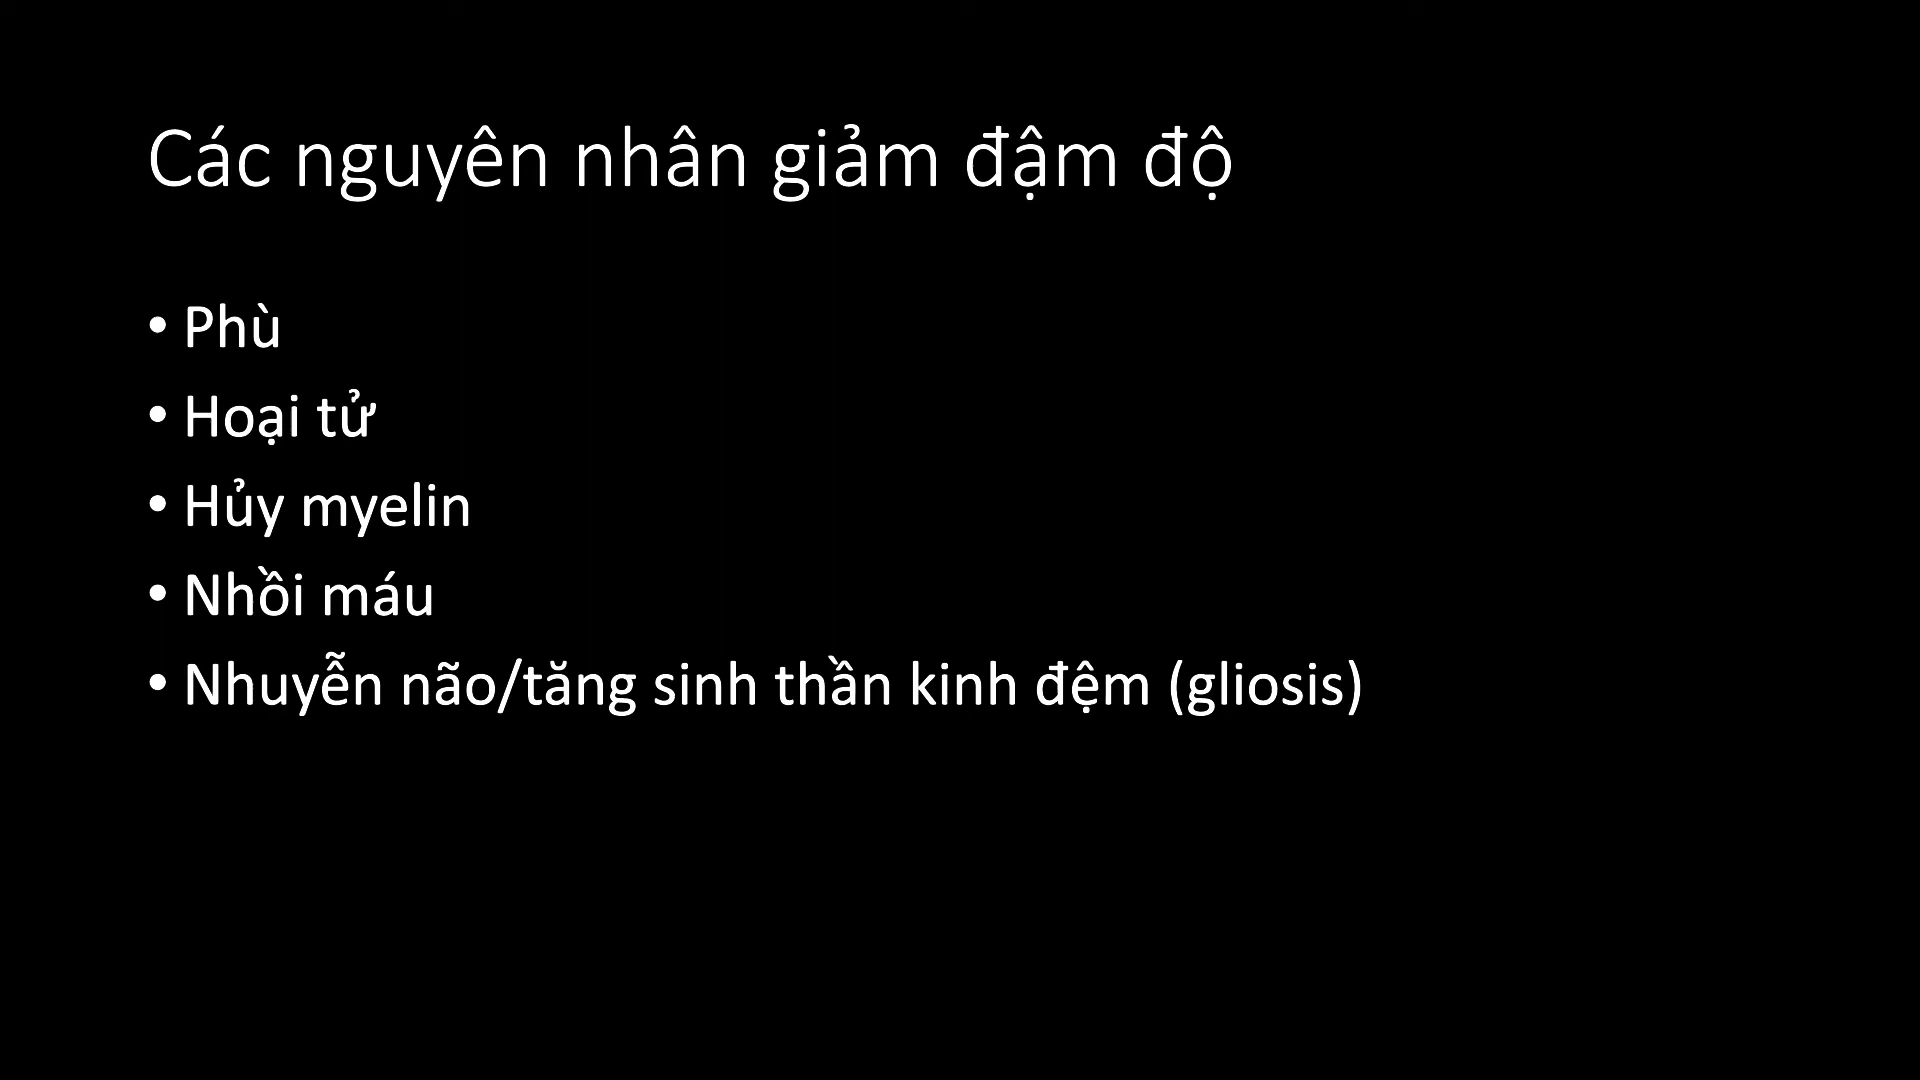 Các nguyên nhân giảm đậm độ
• Phù
• Hoại tử
• Hủy myelin
• Nhồi máu
• Nhuyễn não/tăng sinh thần kinh đệm (gliosis)